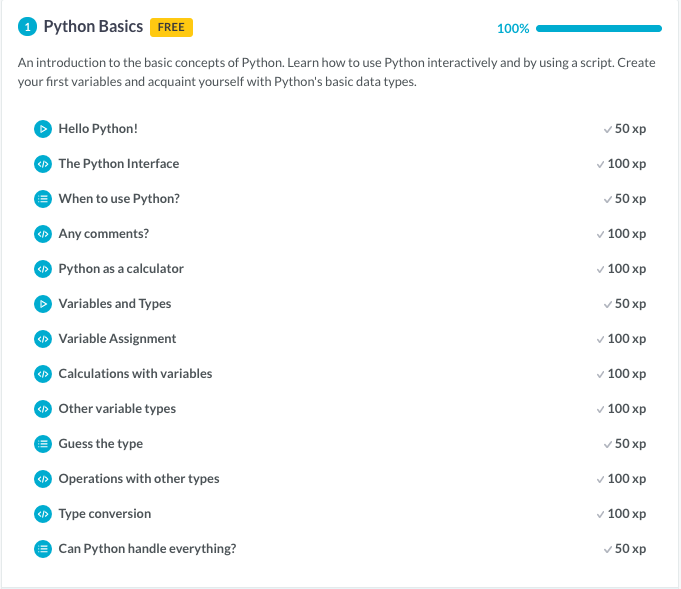 1 Python Basics FREE 100%
An introduction to the basic concepts of Python. Learn how to use Python interactively and by using a script. Create
your first variables and acquaint yourself with Python's basic data types.
Hello Python! 50 xp
The Python Interface 100 xp
When to use Python? 50 xp
Any comments? 100 xp
Python as a calculator 100 xp
Variables and Types 50 xp
Variable Assignment 100 xp
Calculations with variables 100 xp
Other variable types 100 xp
Guess the type 50 xp
Operations with other types 100 xp
Type conversion 100 xp
Can Python handle everything? 50 xp